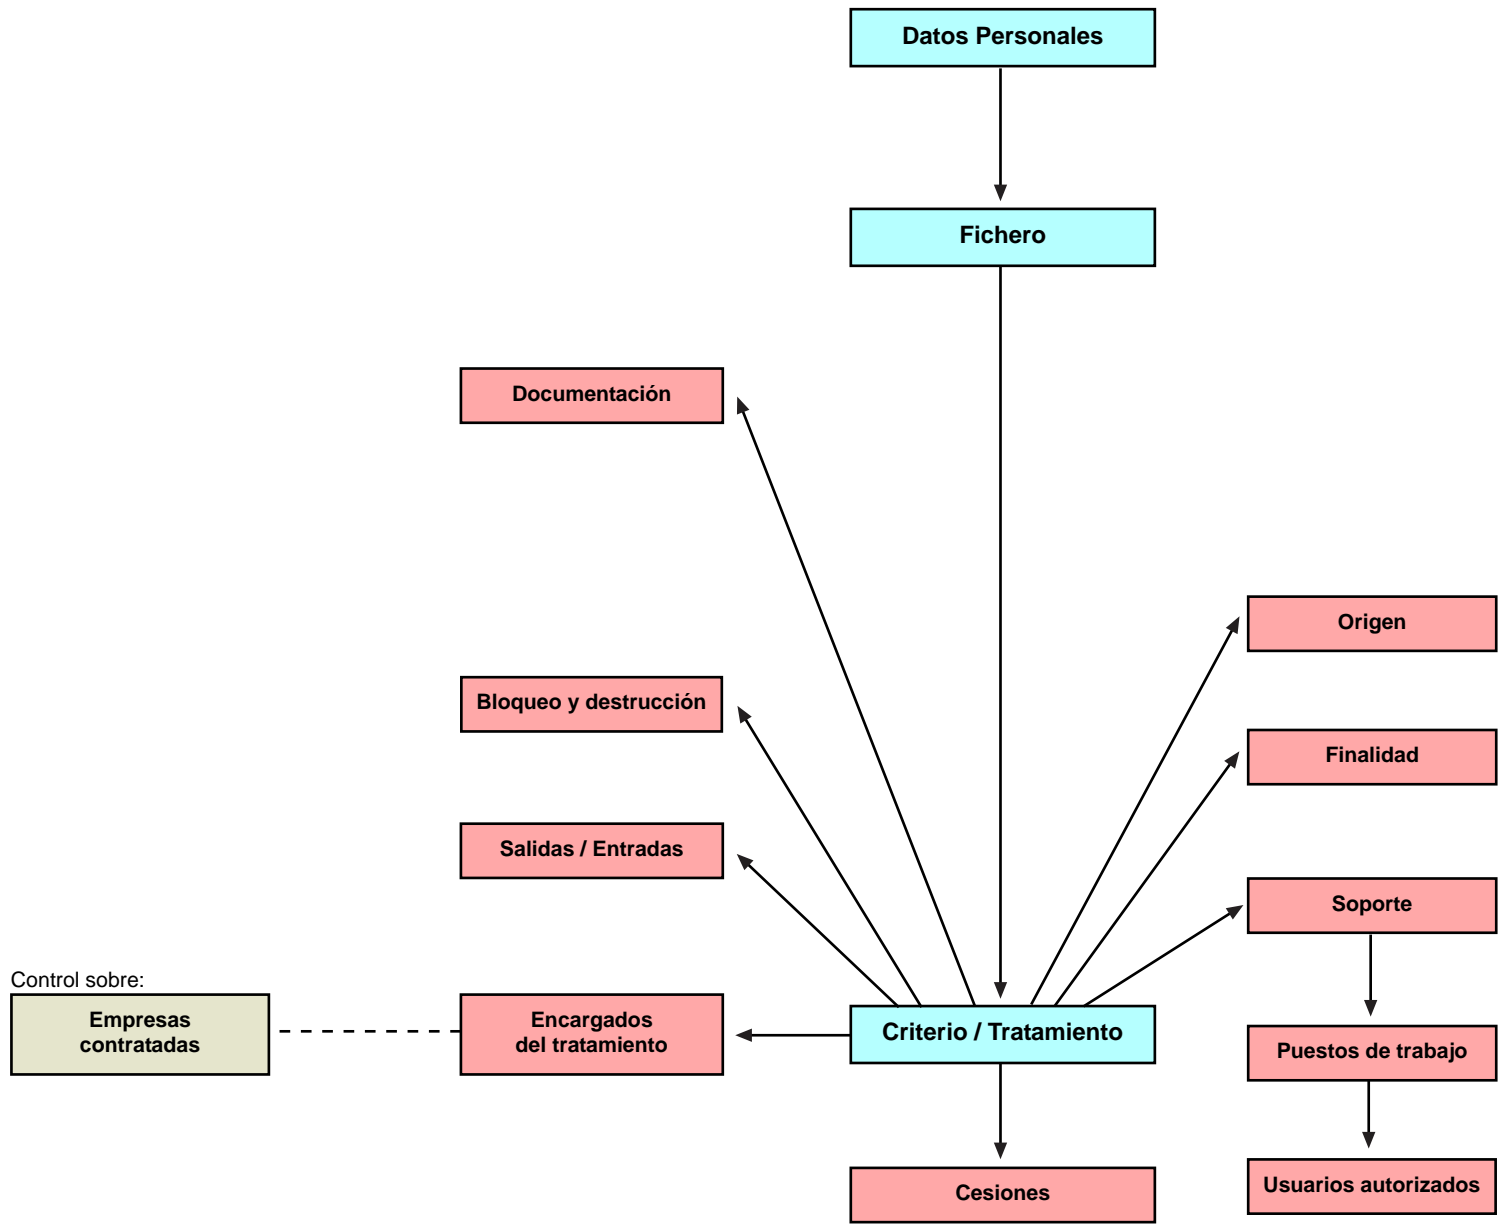 Datos Personales
Fichero
Documentación
Origen
Bloqueo y destrucción
Finalidad
Salidas / Entradas
Soporte
Control sobre:
Empresas
contratadas
Encargados
del tratamiento
Criterio / Tratamiento
Puestos de trabajo
Cesiones
Usuarios autorizados